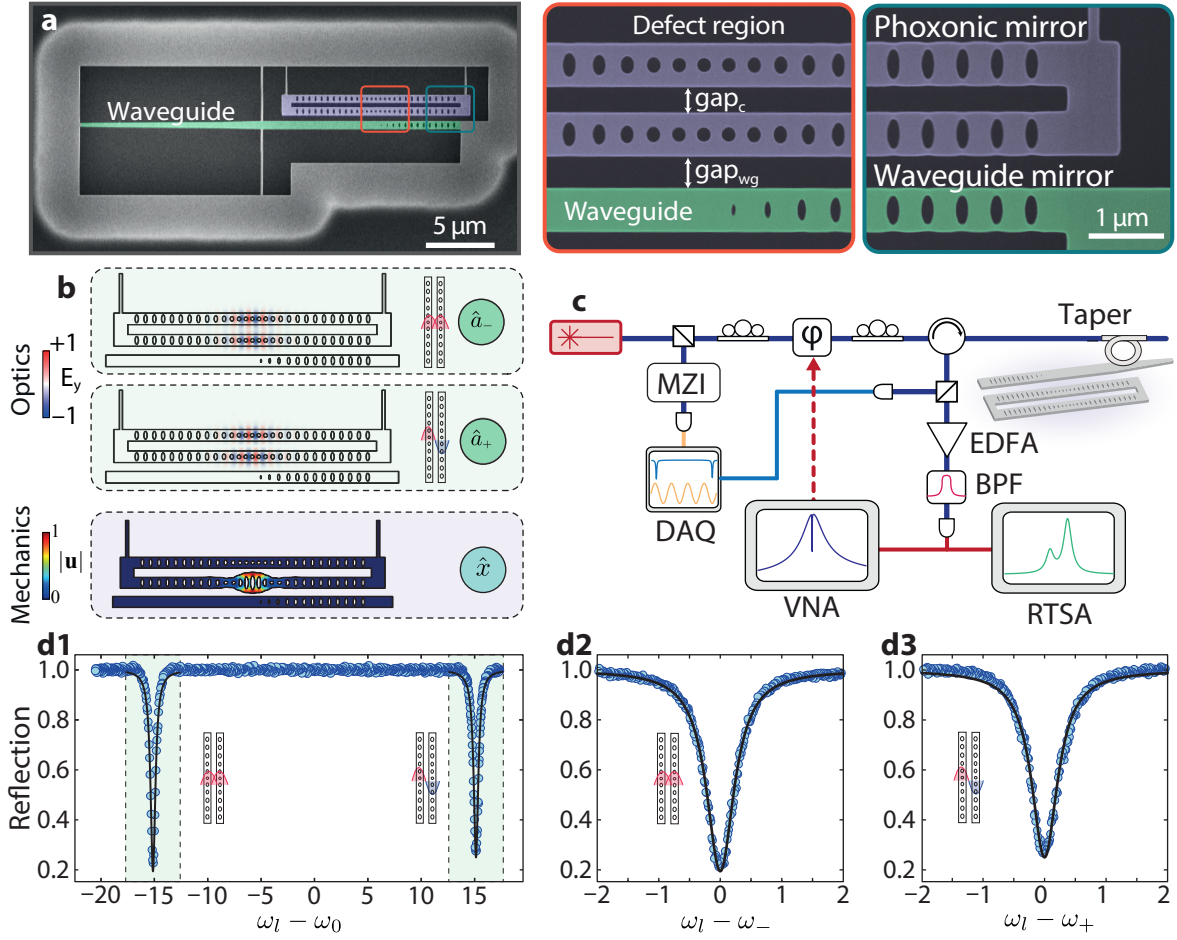 a
Waveguide
5 μm
Defect region
gap_c
gap_wg
Waveguide
Phoxonic mirror
Waveguide mirror
1 μm
b
Optics
+1
E_y
−1
â₋
â₊
Mechanics
1
|u|
0
x̂
c
φ
Taper
MZI
EDFA
BPF
DAQ
VNA
RTSA
d1
Reflection
1.0
0.8
0.6
0.4
0.2
−20 −15 −10 −5 0 5 10 15
ω_l − ω_0
d2
1.0
0.8
0.6
0.4
0.2
−2 −1 0 1 2
ω_l − ω_−
d3
1.0
0.8
0.6
0.4
0.2
−2 −1 0 1 2
ω_l − ω_+